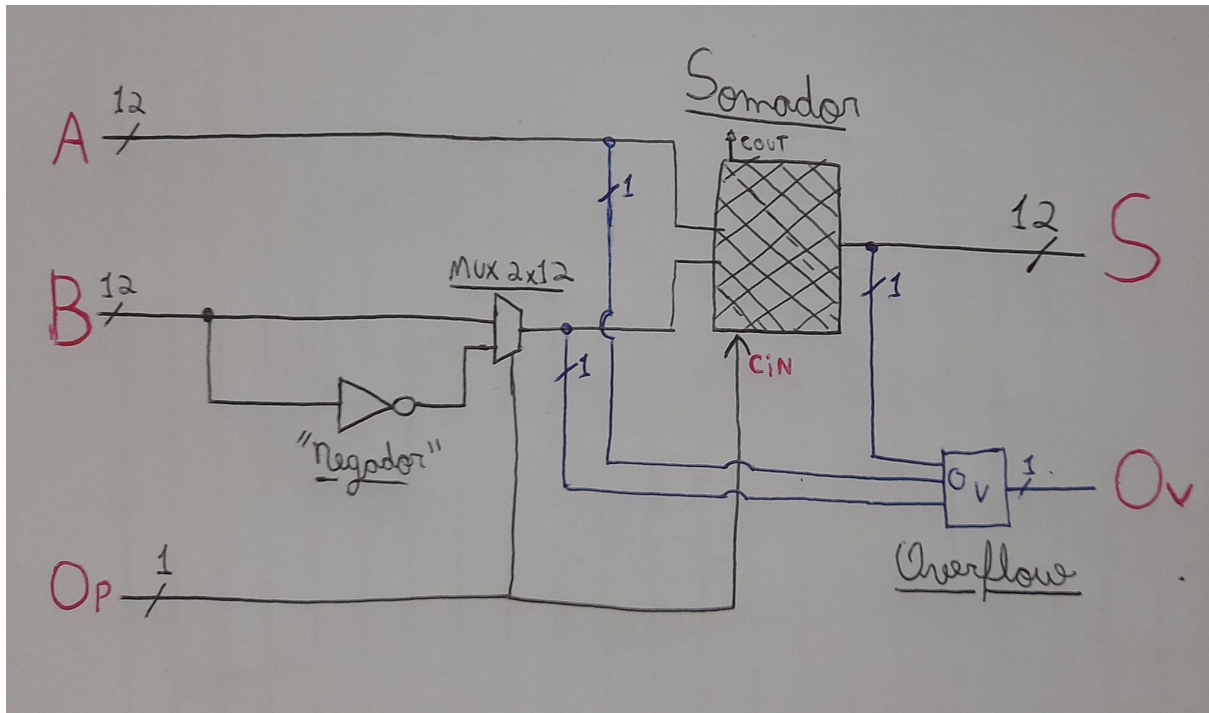 Somador
COUT
12
A
1
12
S
1
MUX 2x12
12
B
1
CiN
"Negador"
1
Op
Ov
1
Ov
Overflow